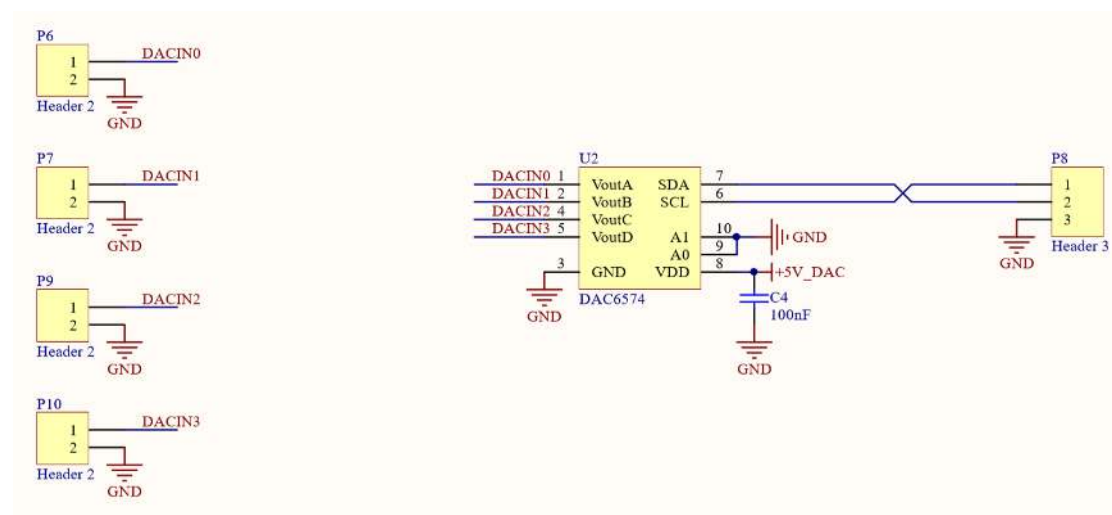 P6
1
2
DACIN0
Header 2
GND
P7
1
2
DACIN1
Header 2
GND
P9
1
2
DACIN2
Header 2
GND
P10
1
2
DACIN3
Header 2
GND
U2
DACIN0 1 VoutA SDA 7
DACIN1 2 VoutB SCL 6
DACIN2 4 VoutC
DACIN3 5 VoutD A1 10 GND
A0 9
3 GND VDD 8 +5V_DAC
GND
DAC6574
C4
100nF
GND
P8
1
2
3
Header 3
GND